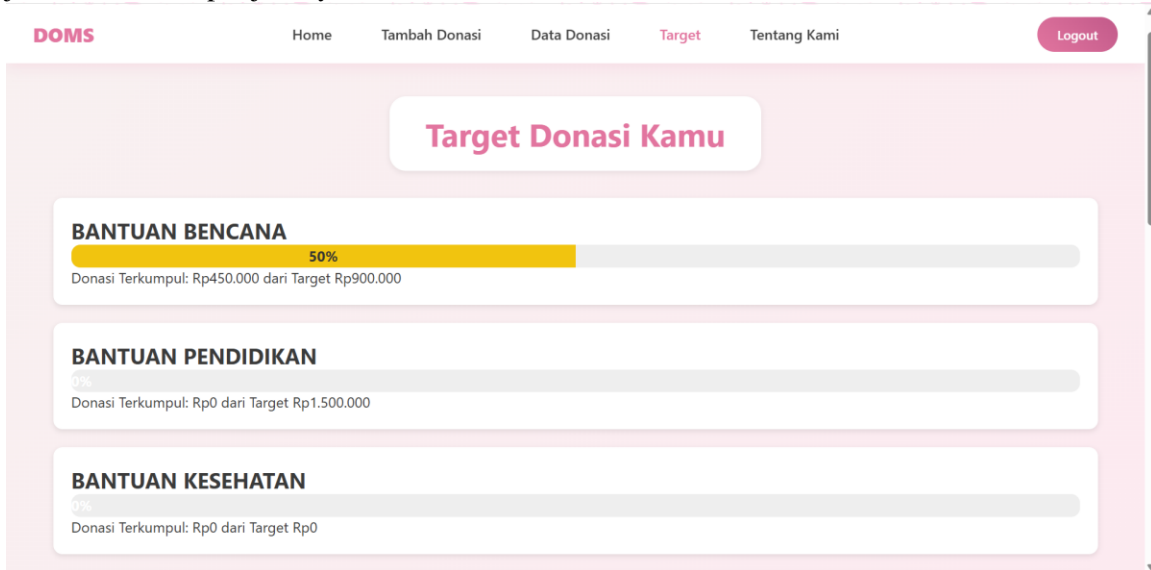 DOMS
Home
Tambah Donasi
Data Donasi
Target
Tentang Kami
Logout
Target Donasi Kamu
BANTUAN BENCANA
50%
Donasi Terkumpul: Rp450.000 dari Target Rp900.000
BANTUAN PENDIDIKAN
0%
Donasi Terkumpul: Rp0 dari Target Rp1.500.000
BANTUAN KESEHATAN
0%
Donasi Terkumpul: Rp0 dari Target Rp0